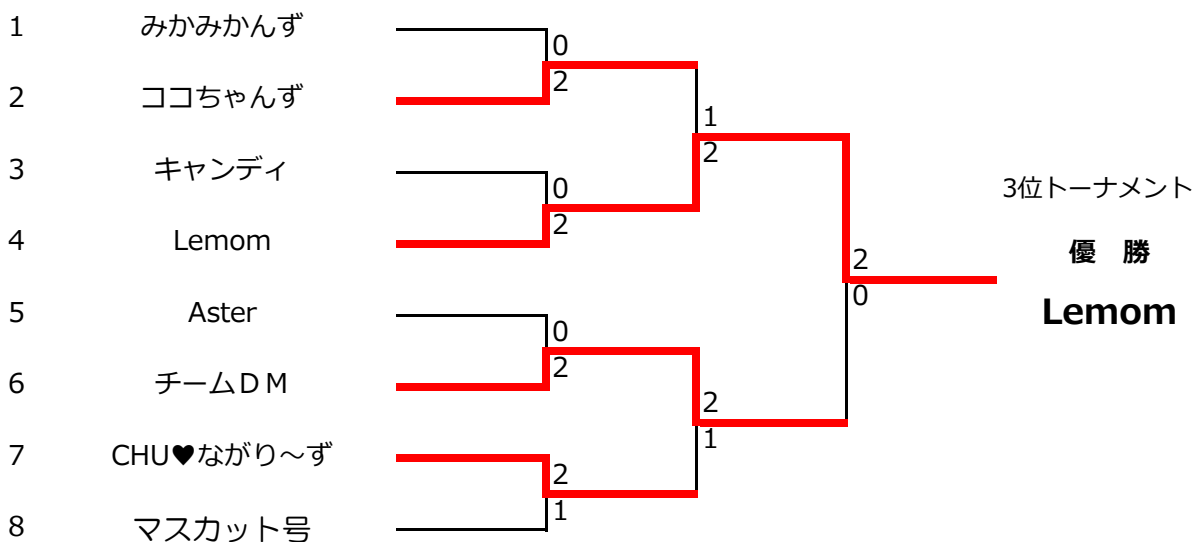 1 みかみかんず
0
2
2 ココちゃんず
1
2
3 キャンディ
0
2
4 Lemom
3位トーナメント
優 勝
Lemom
2
0
5 Aster
0
2
6 チームＤＭ
2
1
7 CHU♥ながり～ず
2
1
8 マスカット号